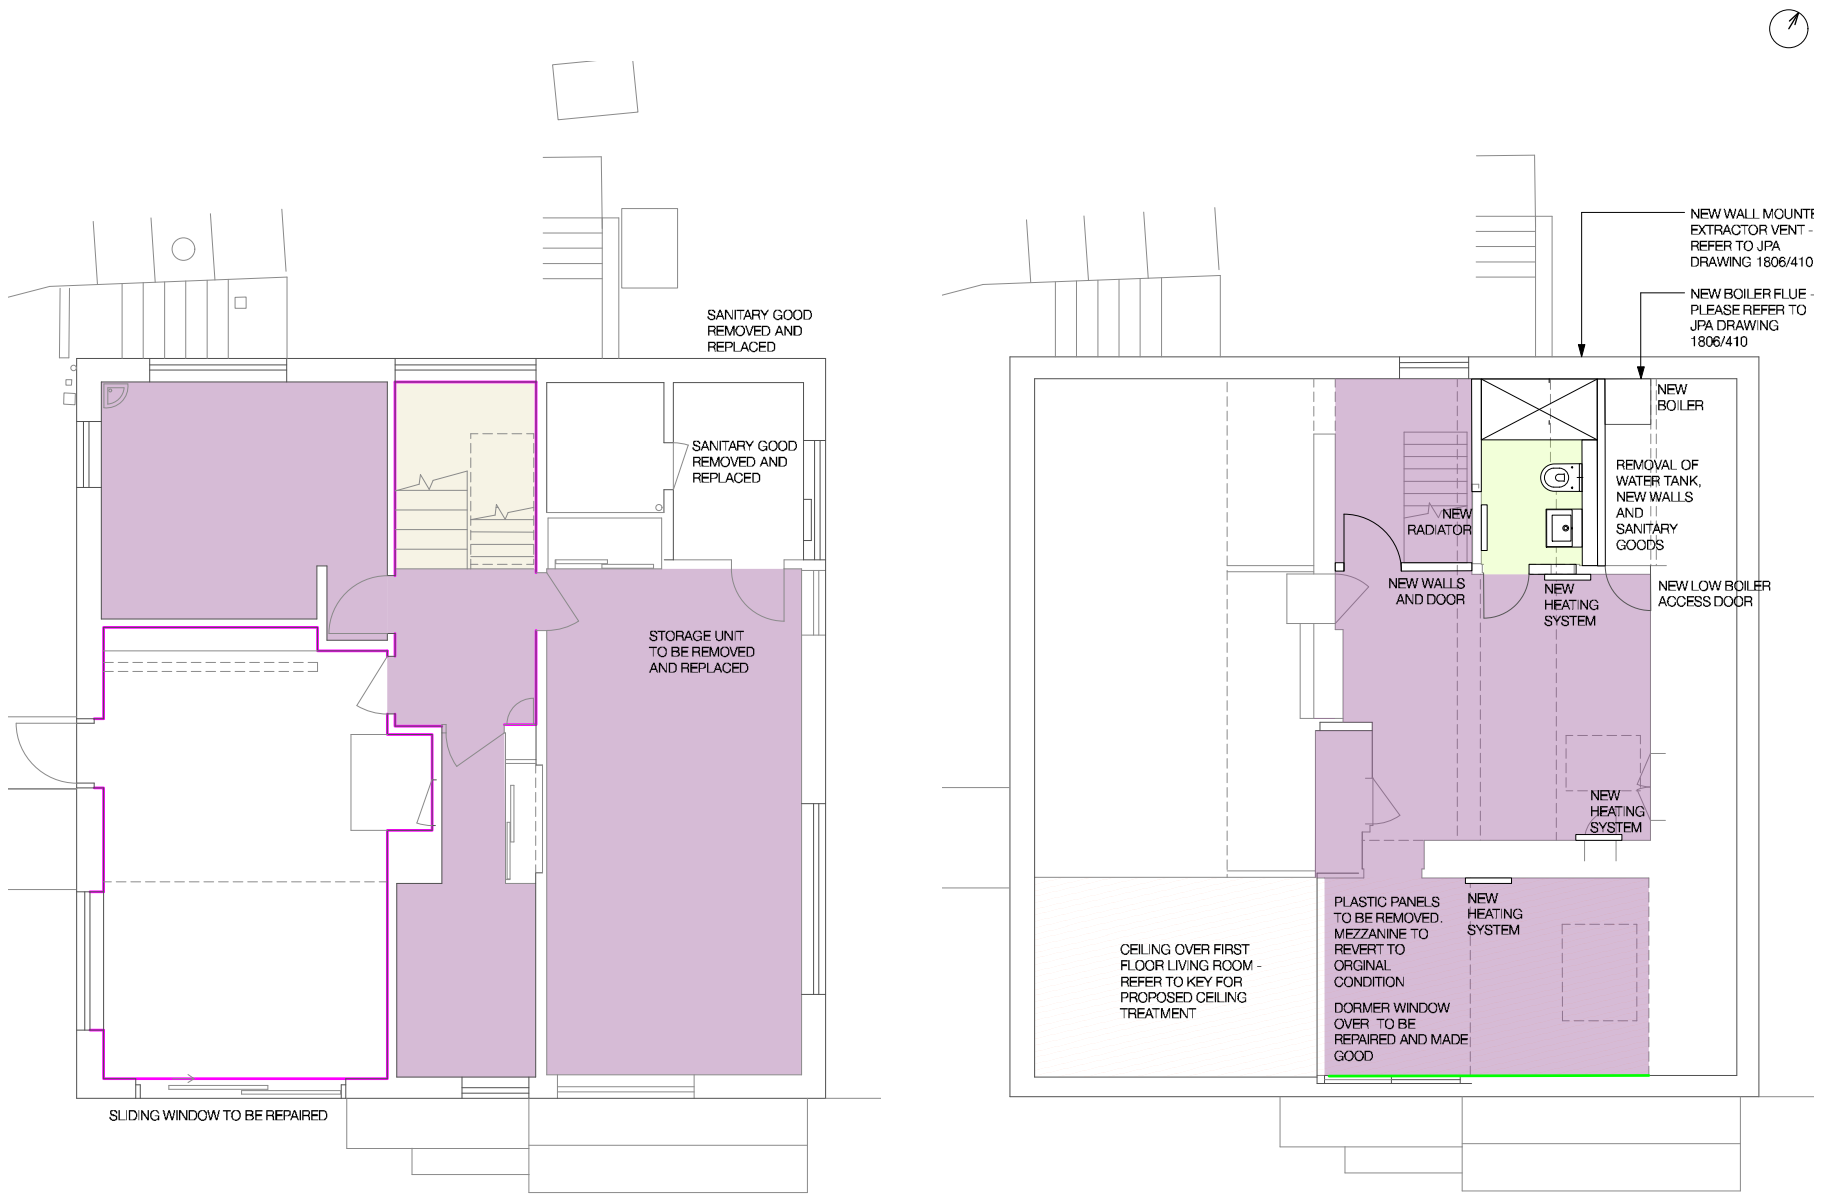 SANITARY GOOD
REMOVED AND
REPLACED
SANITARY GOOD
REMOVED AND
REPLACED
STORAGE UNIT
TO BE REMOVED
AND REPLACED
SLIDING WINDOW TO BE REPAIRED
NEW WALL MOUNTE
EXTRACTOR VENT -
REFER TO JPA
DRAWING 1806/410
NEW BOILER FLUE -
PLEASE REFER TO
JPA DRAWING
1806/410
NEW
BOILER
REMOVAL OF
WATER TANK,
NEW WALLS
AND
SANITARY
GOODS
NEW
RADIATOR
NEW WALLS
AND DOOR
NEW
HEATING
SYSTEM
NEW LOW BOILER
ACCESS DOOR
NEW
HEATING
SYSTEM
PLASTIC PANELS
TO BE REMOVED.
MEZZANINE TO
REVERT TO
ORGINAL
CONDITION
NEW
HEATING
SYSTEM
CEILING OVER FIRST
FLOOR LIVING ROOM -
REFER TO KEY FOR
PROPOSED CEILING
TREATMENT
DORMER WINDOW
OVER TO BE
REPAIRED AND MADE
GOOD